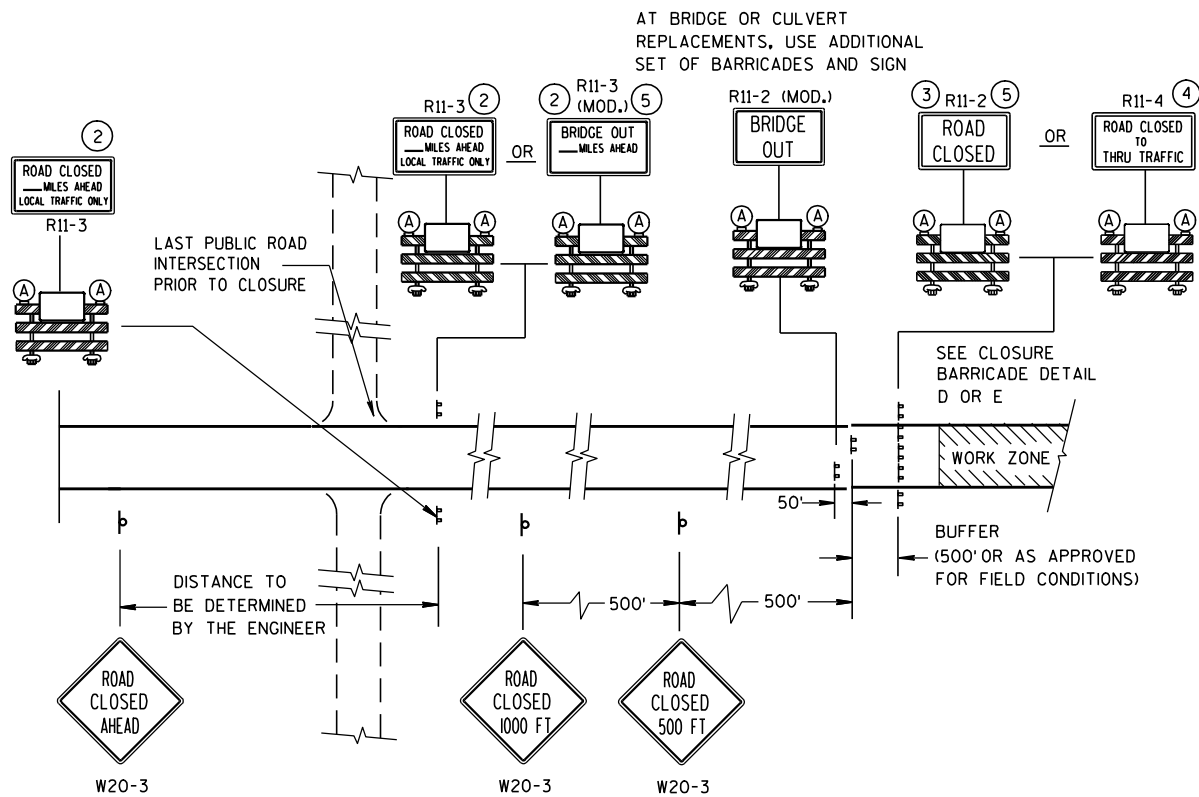 AT BRIDGE OR CULVERT
REPLACEMENTS, USE ADDITIONAL
SET OF BARRICADES AND SIGN
2
ROAD CLOSED
MILES AHEAD
LOCAL TRAFFIC ONLY
R11-3
A A
R11-3 2
ROAD CLOSED
MILES AHEAD
LOCAL TRAFFIC ONLY
A A
OR
2 R11-3 (MOD.) 5
BRIDGE OUT
MILES AHEAD
A A
R11-2 (MOD.)
BRIDGE
OUT
A A
3 R11-2 5
ROAD
CLOSED
A A
OR
R11-4 4
ROAD CLOSED
TO
THRU TRAFFIC
A A
LAST PUBLIC ROAD
INTERSECTION
PRIOR TO CLOSURE
SEE CLOSURE
BARRICADE DETAIL
D OR E
WORK ZONE
50'
BUFFER
(500' OR AS APPROVED
FOR FIELD CONDITIONS)
DISTANCE TO
BE DETERMINED
BY THE ENGINEER
500'
500'
ROAD
CLOSED
AHEAD
W20-3
ROAD
CLOSED
1000 FT
W20-3
ROAD
CLOSED
500 FT
W20-3